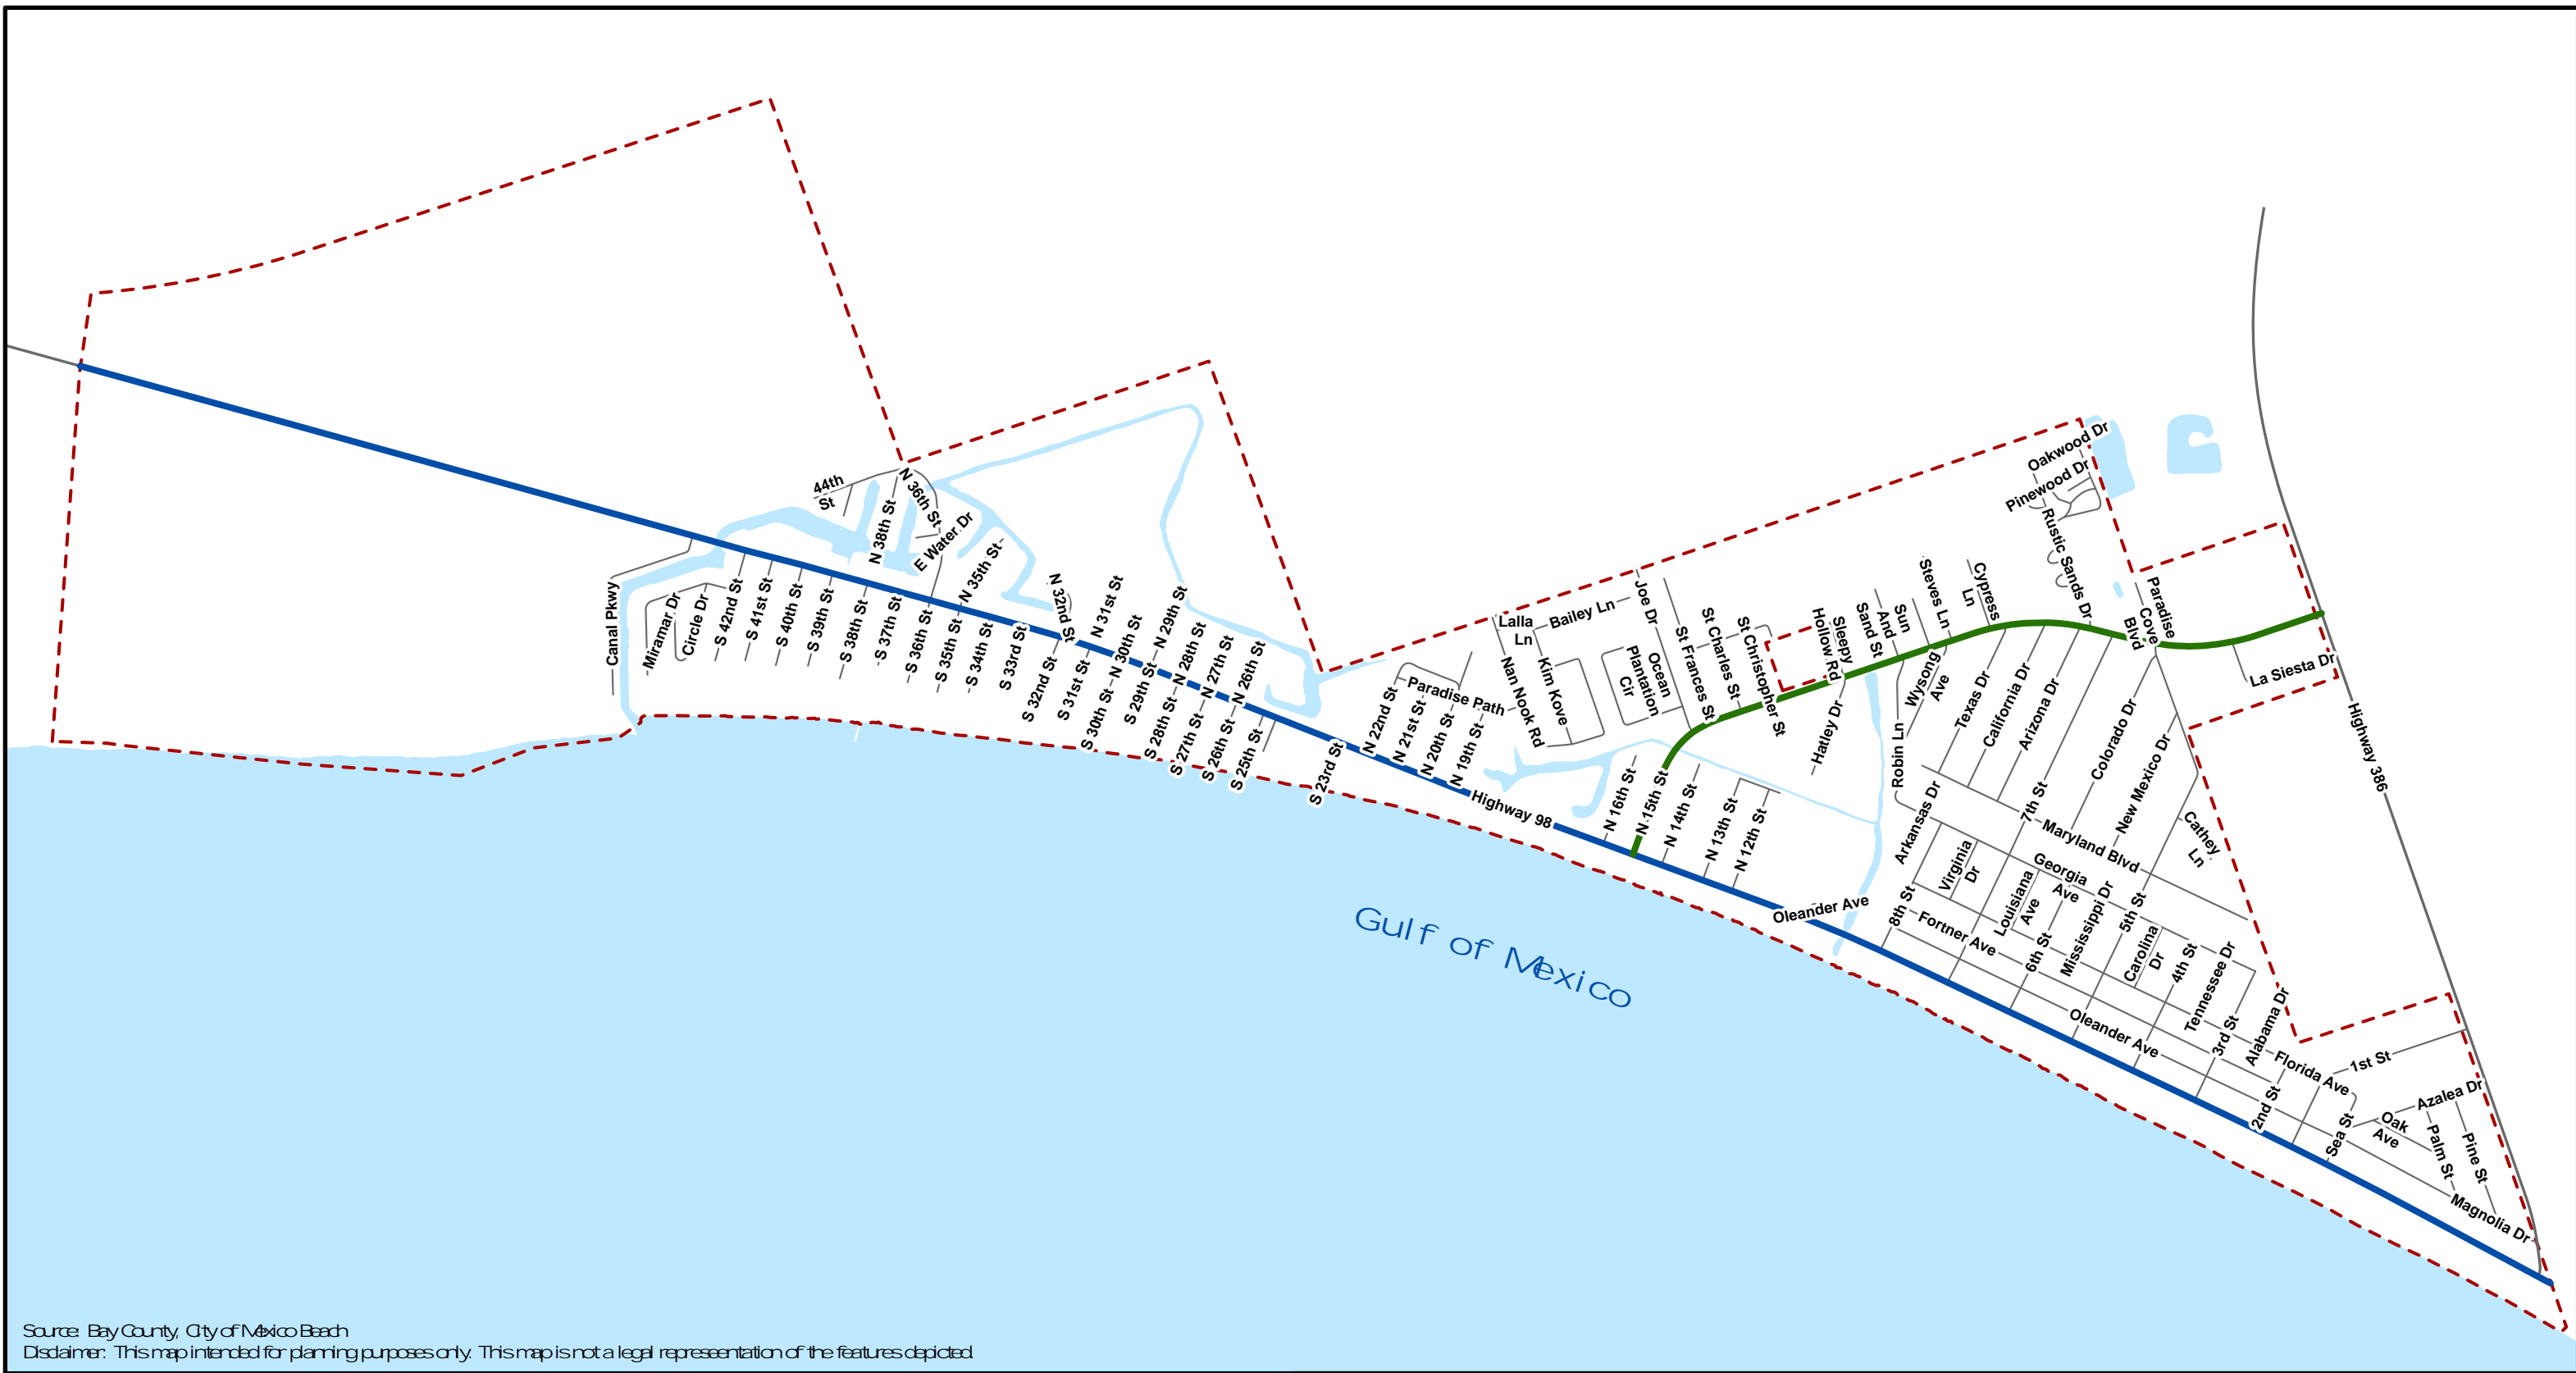 44th
St
N 36th St
N 38th St
E Water Dr
N 35th St
Canal Pkwy
Miramar Dr
Circle Dr
S 42nd St
S 41st St
S 40th St
S 39th St
S 38th St
S 37th St
S 36th St
S 35th St
S 34th St
S 33rd St
N 32nd St
S 32nd St
N 31st St
S 31st St
N 30th St
S 30th St
N 29th St
S 29th St
N 28th St
S 28th St
N 27th St
S 27th St
N 26th St
S 26th St
S 25th St
S 23rd St
N 22nd St
N 21st St
N 20th St
N 19th St
Paradise Path
Highway 98
Lalla
Ln
Bailey Ln
Nan Nook Rd
Kim Kove
Joe Dr
Ocean
Plantation
Cir
St Frances St
St Charles St
St Christopher St
Sleepy
Hollow Rd
Sun
And
Sand St
Steves Ln
Cypress
Ln
Oakwood Dr
Pinewood Dr
Rustic Sands Dr
Paradise
Cove
Blvd
La Siesta Dr
Highway 386
N 16th St
N 15th St
N 14th St
N 13th St
N 12th St
Hatley Dr
Robin Ln
Wysong
Ave
Texas Dr
California Dr
Arizona Dr
Colorado Dr
New Mexico Dr
Cathey
Ln
Arkansas Dr
7th St
Maryland Blvd
Virginia
Dr
Georgia
Ave
Louisiana
Ave
Mississippi Dr
5th St
8th St
Fortner Ave
6th St
Carolina
Dr
4th St
Tennessee Dr
3rd St
Alabama Dr
Oleander Ave
Oleander Ave
Florida Ave
1st St
2nd St
Sea St
Oak
Ave
Azalea Dr
Palm St
Pine St
Magnolia Dr
Gulf of Mexico
Source: Bay County, City of Mexico Beach
Disclaimer: This map intended for planning purposes only. This map is not a legal represeentation of the features depicted.